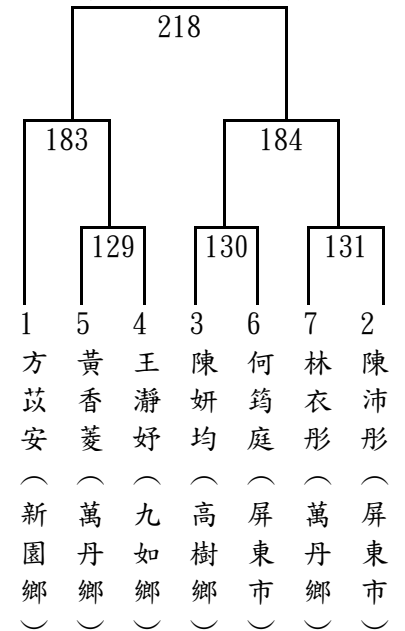 218
183 184
129 130 131
1 5 4 3 6 7 2
方苡安（新園鄉）
黃香菱（萬丹鄉）
王瀞妤（九如鄉）
陳妍均（高樹鄉）
何筠庭（屏東市）
林衣彤（萬丹鄉）
陳沛彤（屏東市）